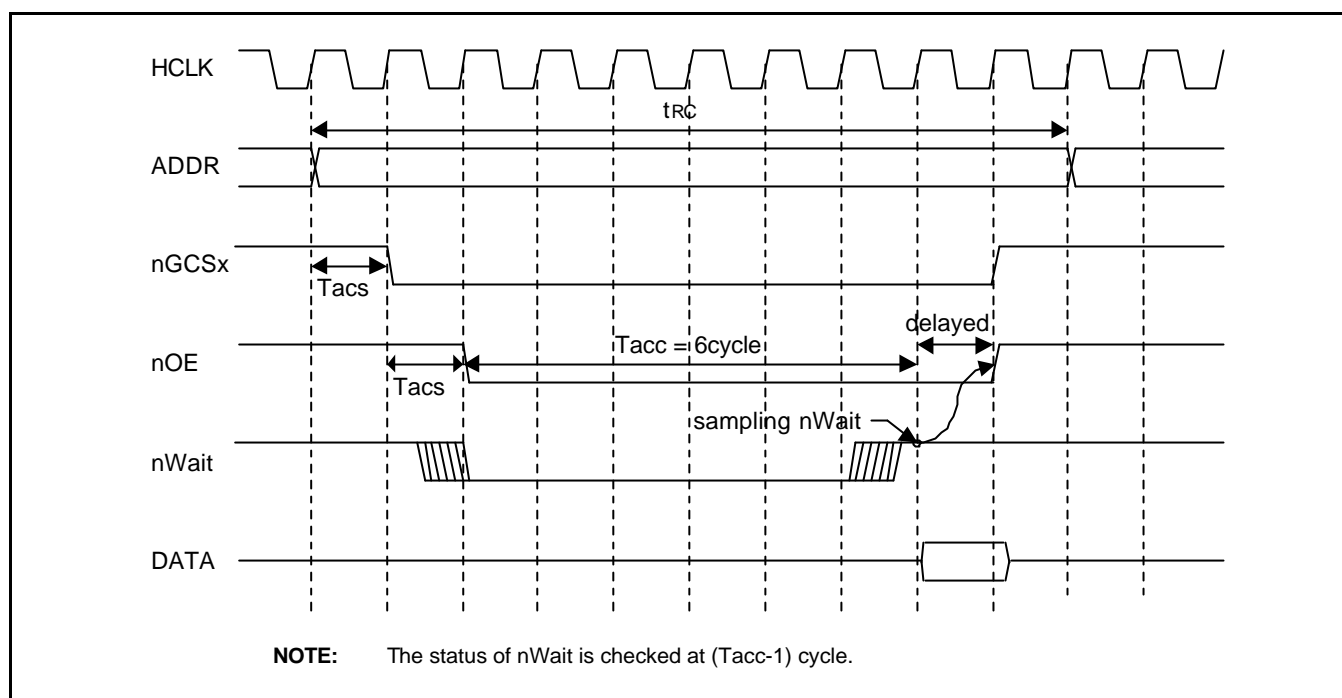 HCLK
tRC
ADDR
nGCSx
Tacs
delayed
nOE
Tacc = 6cycle
Tacs
sampling nWait
nWait
DATA
NOTE: The status of nWait is checked at (Tacc-1) cycle.